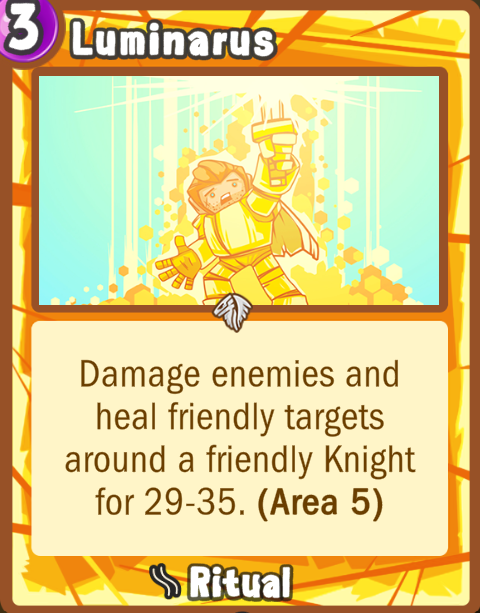 3
Luminarus
Damage enemies and
heal friendly targets
around a friendly Knight
for 29-35. (Area 5)
Ritual